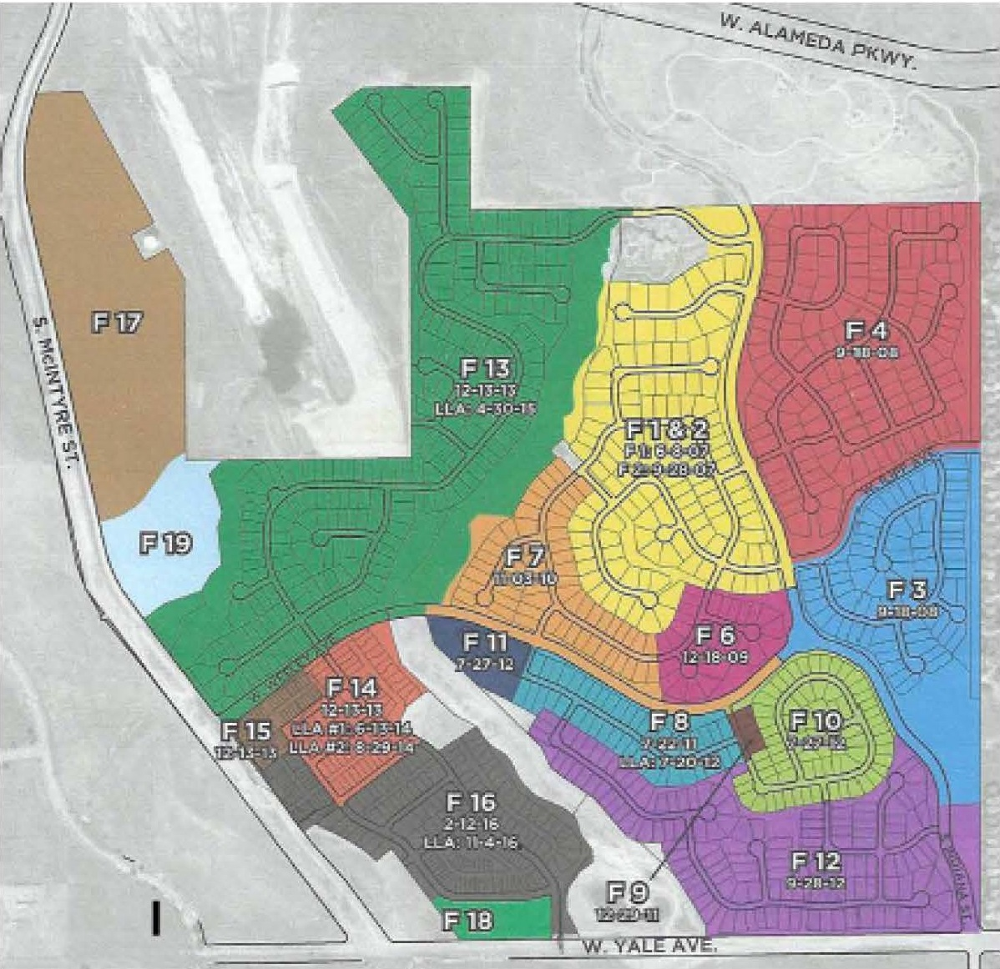 W. ALAMEDA PKWY.
F 17
S. McINTYRE ST.
F 4
9-18-08
F 13
12-13-13
LLA: 4-30-15
F 1 & 2
F 1: 6-8-07
F 2: 9-28-07
F 19
F 7
11-03-10
F 3
9-18-08
F 6
12-18-09
F 11
7-27-12
F 14
12-13-13
LLA #1: 6-13-14
LLA #2: 8-29-14
F 15
12-13-13
F 8
7-22-11
LLA: 7-20-12
F 10
7-27-12
F 16
2-12-16
LLA: 11-4-16
F 12
9-28-12
F 9
F 18
W. YALE AVE.